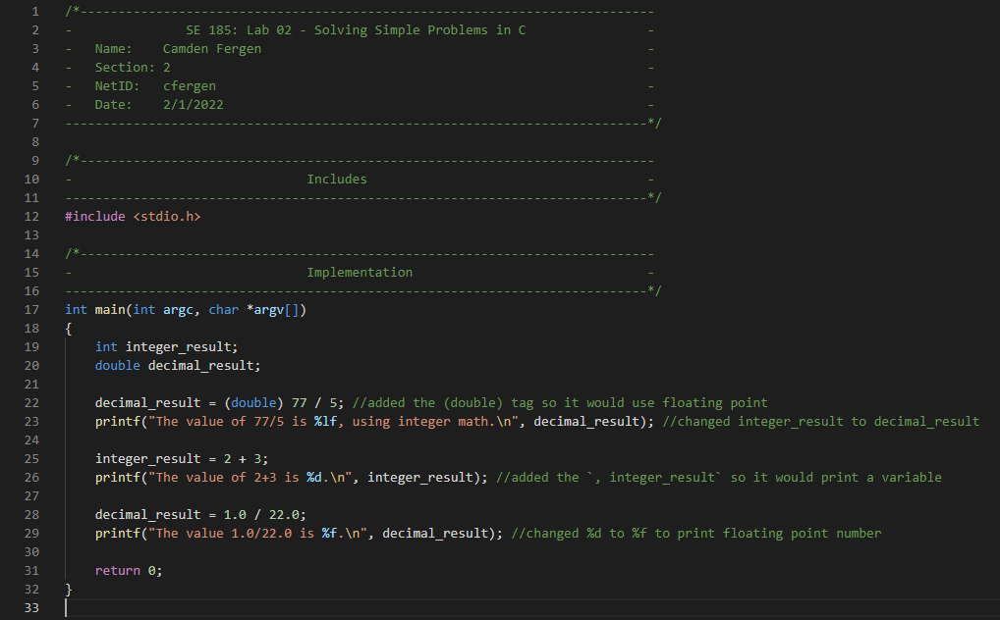 1 /*----------------------------------------------------------------------------
2 - SE 185: Lab 02 - Solving Simple Problems in C -
3 - Name: Camden Fergen -
4 - Section: 2 -
5 - NetID: cfergen -
6 - Date: 2/1/2022 -
7 -----------------------------------------------------------------------------*/
8
9 /*----------------------------------------------------------------------------
10 - Includes -
11 -----------------------------------------------------------------------------*/
12 #include <stdio.h>
13
14 /*----------------------------------------------------------------------------
15 - Implementation -
16 -----------------------------------------------------------------------------*/
17 int main(int argc, char *argv[])
18 {
19     int integer_result;
20     double decimal_result;
21
22     decimal_result = (double) 77 / 5; //added the (double) tag so it would use floating point
23     printf("The value of 77/5 is %lf, using integer math.\n", decimal_result); //changed integer_result to decimal_result
24
25     integer_result = 2 + 3;
26     printf("The value of 2+3 is %d.\n", integer_result); //added the `, integer_result` so it would print a variable
27
28     decimal_result = 1.0 / 22.0;
29     printf("The value 1.0/22.0 is %f.\n", decimal_result); //changed %d to %f to print floating point number
30
31     return 0;
32 }
33